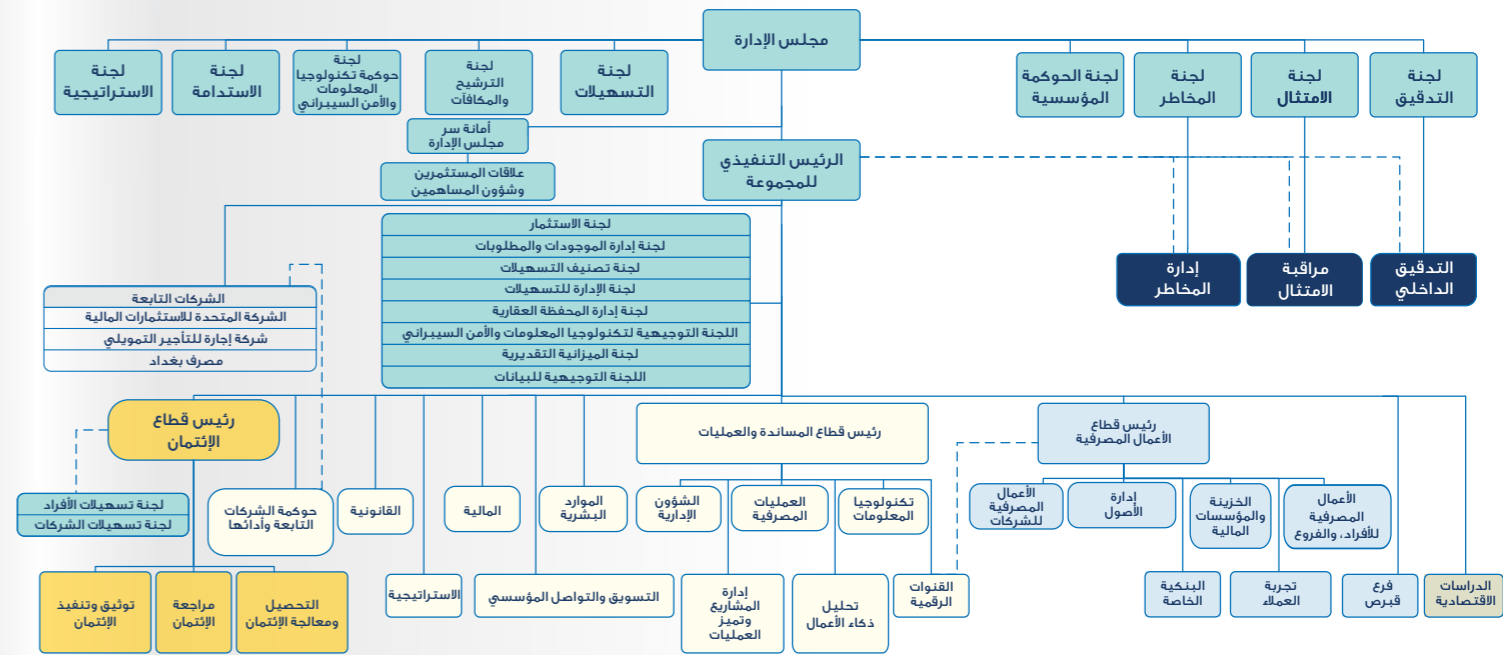 مجلس الإدارة
لجنة
التدقيق
لجنة
الامتثال
لجنة
المخاطر
لجنة الحوكمة
المؤسسية
لجنة
التسهيلات
لجنة
الترشيح
والمكافآت
لجنة
حوكمة تكنولوجيا
المعلومات
والأمن السيبراني
لجنة
الاستدامة
لجنة
الاستراتيجية
أمانة سر
مجلس الإدارة
علاقات المستثمرين
وشؤون المساهمين
الرئيس التنفيذي
للمجموعة
التدقيق
الداخلي
مراقبة
الامتثال
إدارة
المخاطر
لجنة الاستثمار
لجنة إدارة الموجودات والمطلوبات
لجنة تصنيف التسهيلات
لجنة الإدارة للتسهيلات
لجنة إدارة المحفظة العقارية
اللجنة التوجيهية لتكنولوجيا المعلومات والأمن السيبراني
لجنة الميزانية التقديرية
اللجنة التوجيهية للبيانات
الشركات التابعة
الشركة المتحدة للاستثمارات المالية
شركة إجارة للتأجير التمويلي
مصرف بغداد
رئيس قطاع
الأعمال المصرفية
رئيس قطاع المساندة والعمليات
رئيس قطاع
الإئتمان
الأعمال
المصرفية
للأفراد، والفروع
الخزينة
والمؤسسات
المالية
إدارة
الأصول
الأعمال
المصرفية
للشركات
تكنولوجيا
المعلومات
العمليات
المصرفية
الشؤون
الإدارية
الموارد
البشرية
المالية
القانونية
حوكمة الشركات
التابعة وأدائها
لجنة تسهيلات الأفراد
لجنة تسهيلات الشركات
الدراسات
الاقتصادية
فرع
قبرص
تجربة
العملاء
البنكية
الخاصة
القنوات
الرقمية
تحليل
ذكاء الأعمال
إدارة
المشاريع
وتميز
العمليات
التسويق والتواصل المؤسسي
الاستراتيجية
التحصيل
ومعالجة الإئتمان
مراجعة
الإئتمان
توثيق وتنفيذ
الإئتمان